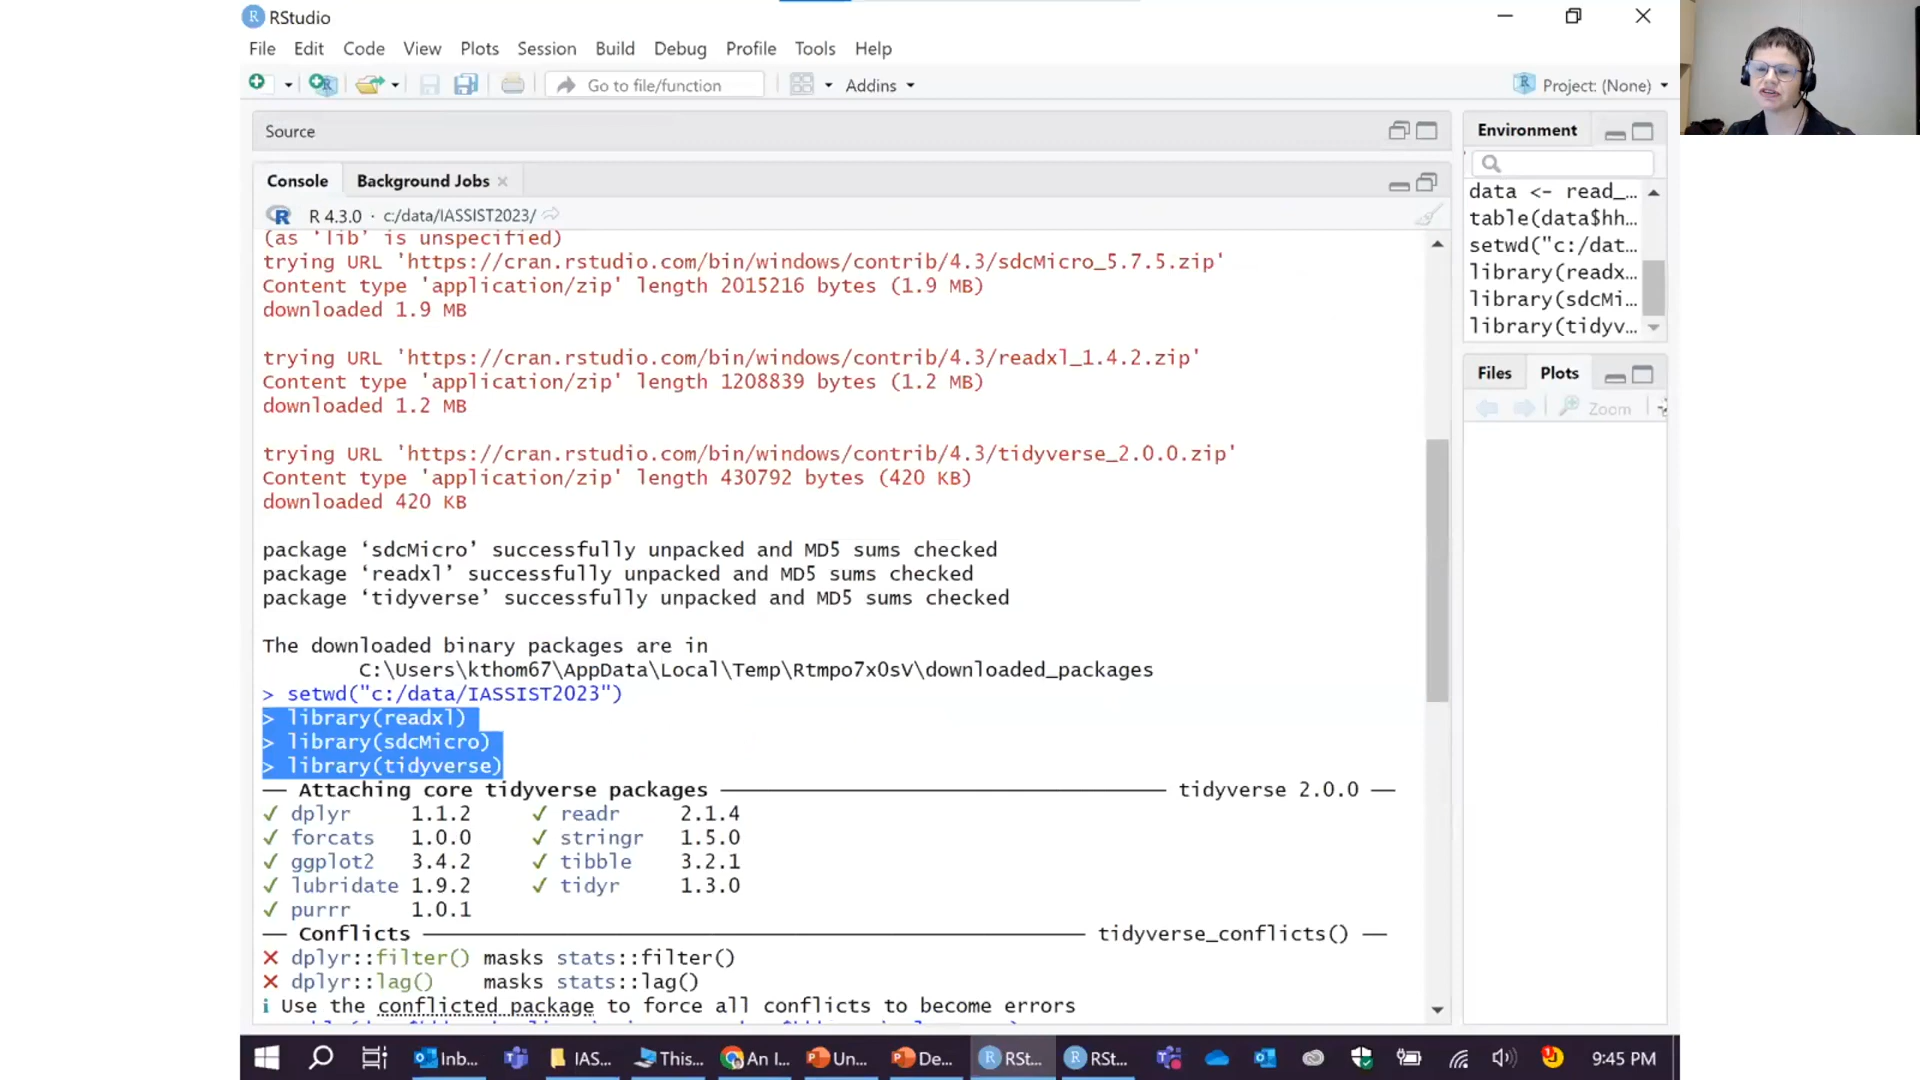 RStudio
File Edit Code View Plots Session Build Debug Profile Tools Help
Go to file/function Addins Project: (None)
Source
Console Background Jobs
R 4.3.0 · c:/data/IASSIST2023/
(as ‘lib’ is unspecified)
trying URL 'https://cran.rstudio.com/bin/windows/contrib/4.3/sdcMicro_5.7.5.zip'
Content type 'application/zip' length 2015216 bytes (1.9 MB)
downloaded 1.9 MB
trying URL 'https://cran.rstudio.com/bin/windows/contrib/4.3/readxl_1.4.2.zip'
Content type 'application/zip' length 1208839 bytes (1.2 MB)
downloaded 1.2 MB
trying URL 'https://cran.rstudio.com/bin/windows/contrib/4.3/tidyverse_2.0.0.zip'
Content type 'application/zip' length 430792 bytes (420 KB)
downloaded 420 KB
package ‘sdcMicro’ successfully unpacked and MD5 sums checked
package ‘readxl’ successfully unpacked and MD5 sums checked
package ‘tidyverse’ successfully unpacked and MD5 sums checked
The downloaded binary packages are in
C:\Users\kthom67\AppData\Local\Temp\Rtmpo7x0sV\downloaded_packages
> setwd("c:/data/IASSIST2023")
> library(readxl)
> library(sdcMicro)
> library(tidyverse)
── Attaching core tidyverse packages ── tidyverse 2.0.0 ──
✓ dplyr 1.1.2 ✓ readr 2.1.4
✓ forcats 1.0.0 ✓ stringr 1.5.0
✓ ggplot2 3.4.2 ✓ tibble 3.2.1
✓ lubridate 1.9.2 ✓ tidyr 1.3.0
✓ purrr 1.0.1
── Conflicts ── tidyverse_conflicts() ──
✕ dplyr::filter() masks stats::filter()
✕ dplyr::lag() masks stats::lag()
i Use the conflicted package to force all conflicts to become errors
Environment
data <- read_...
table(data$hh...
setwd("c:/dat...
library(readx...
library(sdcMi...
library(tidyv...
Files Plots
Zoom
Inb... IAS... This... An I... Un... De... RSt... RSt... 9:45 PM